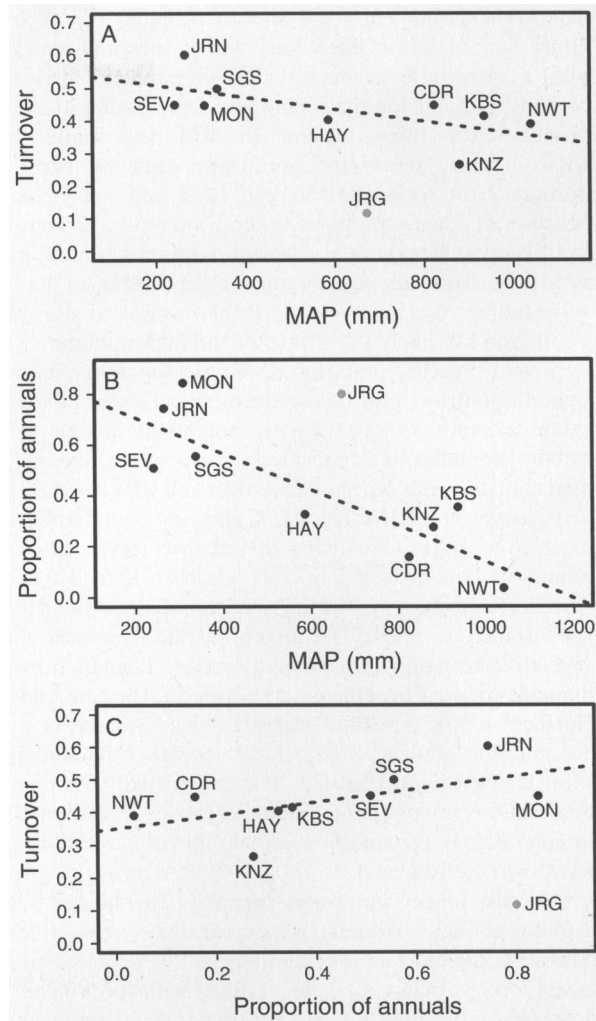 A
0.7
0.6
0.5
0.4
0.3
0.2
0.1
0.0
Turnover
JRN
SGS
SEV
MON
HAY
CDR
KBS
NWT
KNZ
JRG
200
400
600
800
1000
MAP (mm)
B
0.8
0.6
0.4
0.2
0.0
Proportion of annuals
MON
JRN
JRG
SEV
SGS
HAY
KNZ
KBS
CDR
NWT
200
400
600
800
1000
1200
MAP (mm)
C
0.7
0.6
0.5
0.4
0.3
0.2
0.1
0.0
Turnover
NWT
CDR
HAY
KBS
KNZ
SEV
SGS
JRN
MON
JRG
0.0
0.2
0.4
0.6
0.8
Proportion of annuals